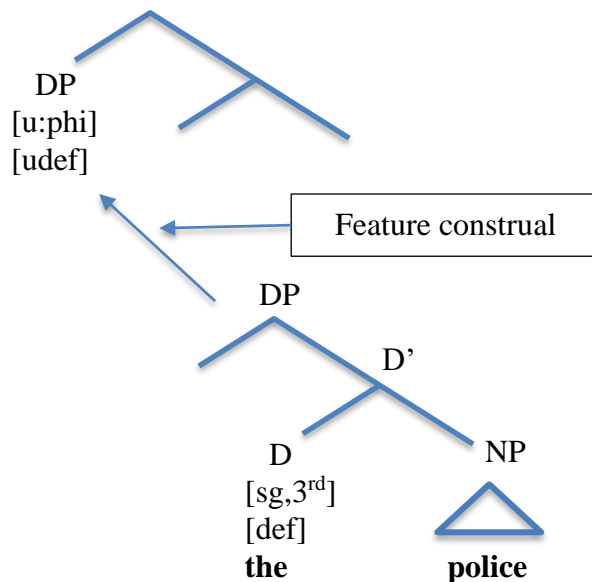 DP
[u:phi]
[udef]
Feature construal
DP
D’
D
NP
[sg,3rd]
[def]
the police